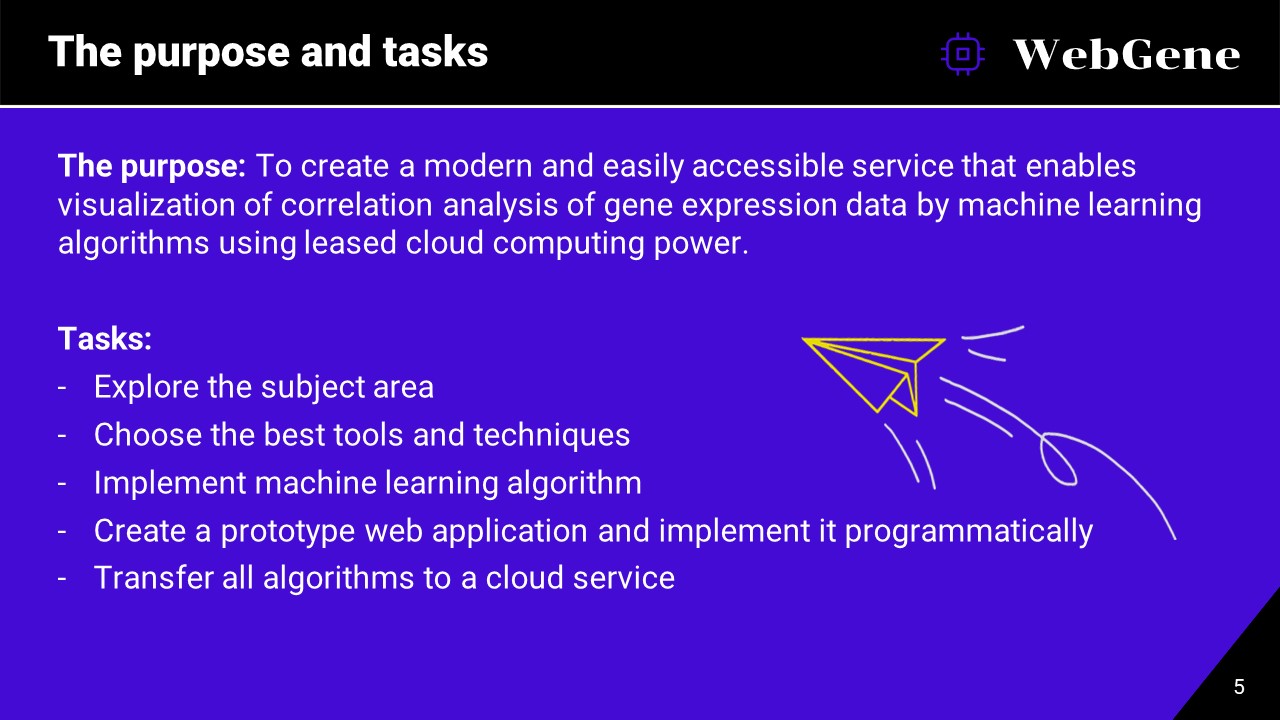 The purpose and tasks
WebGene
The purpose: To create a modern and easily accessible service that enables
visualization of correlation analysis of gene expression data by machine learning
algorithms using leased cloud computing power.
Tasks:
- Explore the subject area
- Choose the best tools and techniques
- Implement machine learning algorithm
- Create a prototype web application and implement it programmatically
- Transfer all algorithms to a cloud service
5